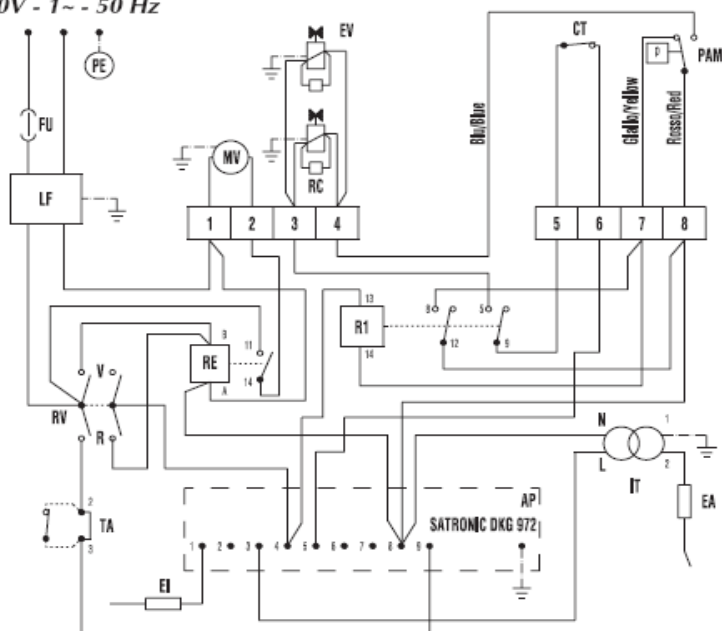 0V - 1~ - 50 Hz
PE
EV
CT
P
PAM
FU
Blu/Blue
Giallo/Yellow
Rosso/Red
MV
RC
LF
1 2 3 4
5 6 7 8
13
R1
14
8
12
5
9
B
RE
A
11
14
V
RV
R
N
L
IT
1
2
EA
2
TA
3
AP
SATRONIC DKG 972
1 2 3 4 5 6 7 8 9
EI